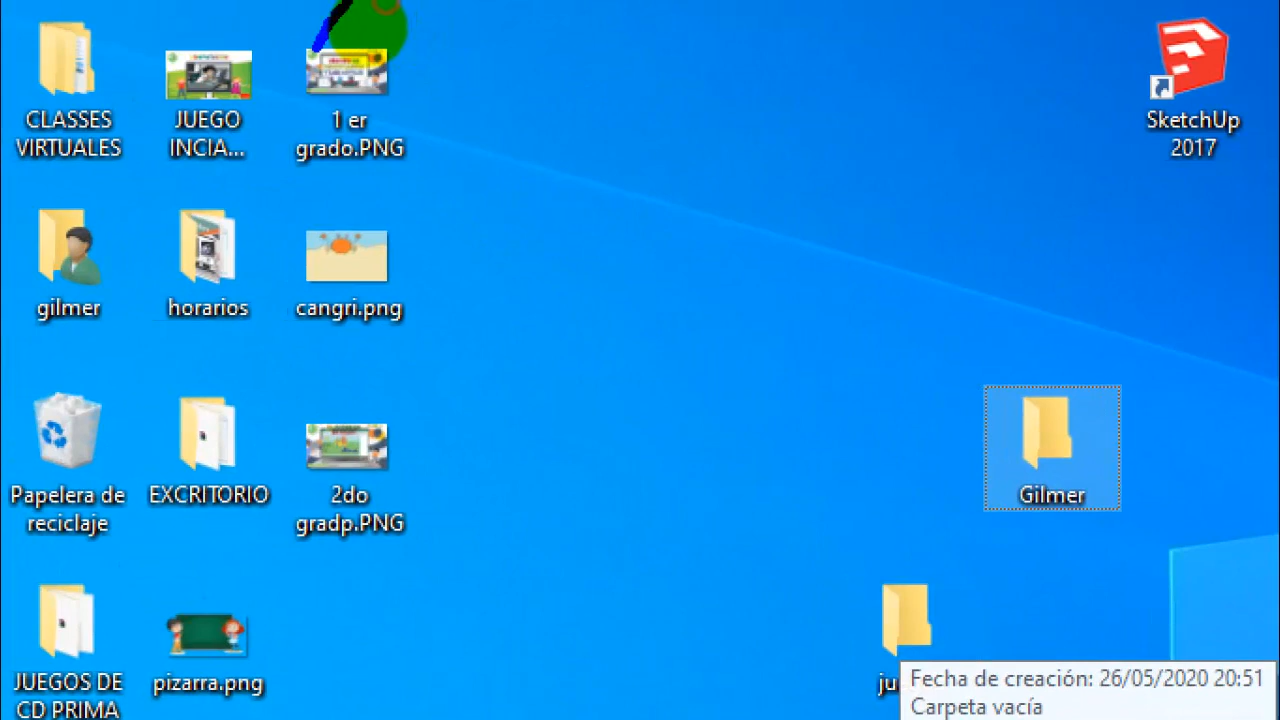 CLASSES
VIRTUALES
JUEGO
INCIA...
1 er
grado.PNG
SketchUp
2017
gilmer
horarios
cangri.png
Papelera de
reciclaje
EXCRITORIO
2do
gradp.PNG
Gilmer
JUEGOS DE
CD PRIMA
pizarra.png
ju
Fecha de creación: 26/05/2020 20:51
Carpeta vacía